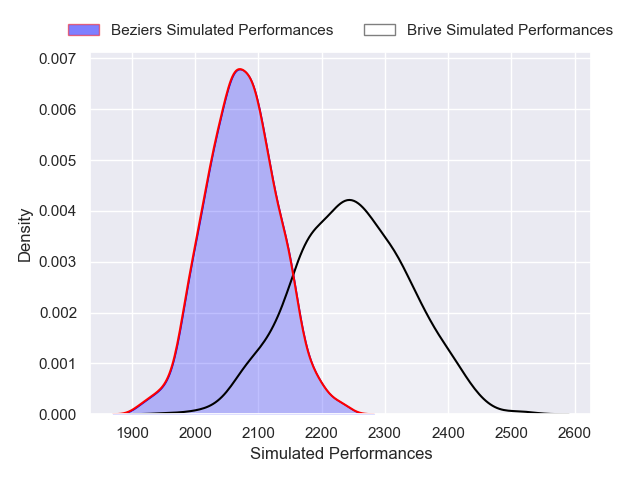 Beziers Simulated Performances
Brive Simulated Performances
0.007
0.006
0.005
0.004
0.003
0.002
0.001
0.000
Density
1900 2000 2100 2200 2300 2400 2500 2600
Simulated Performances